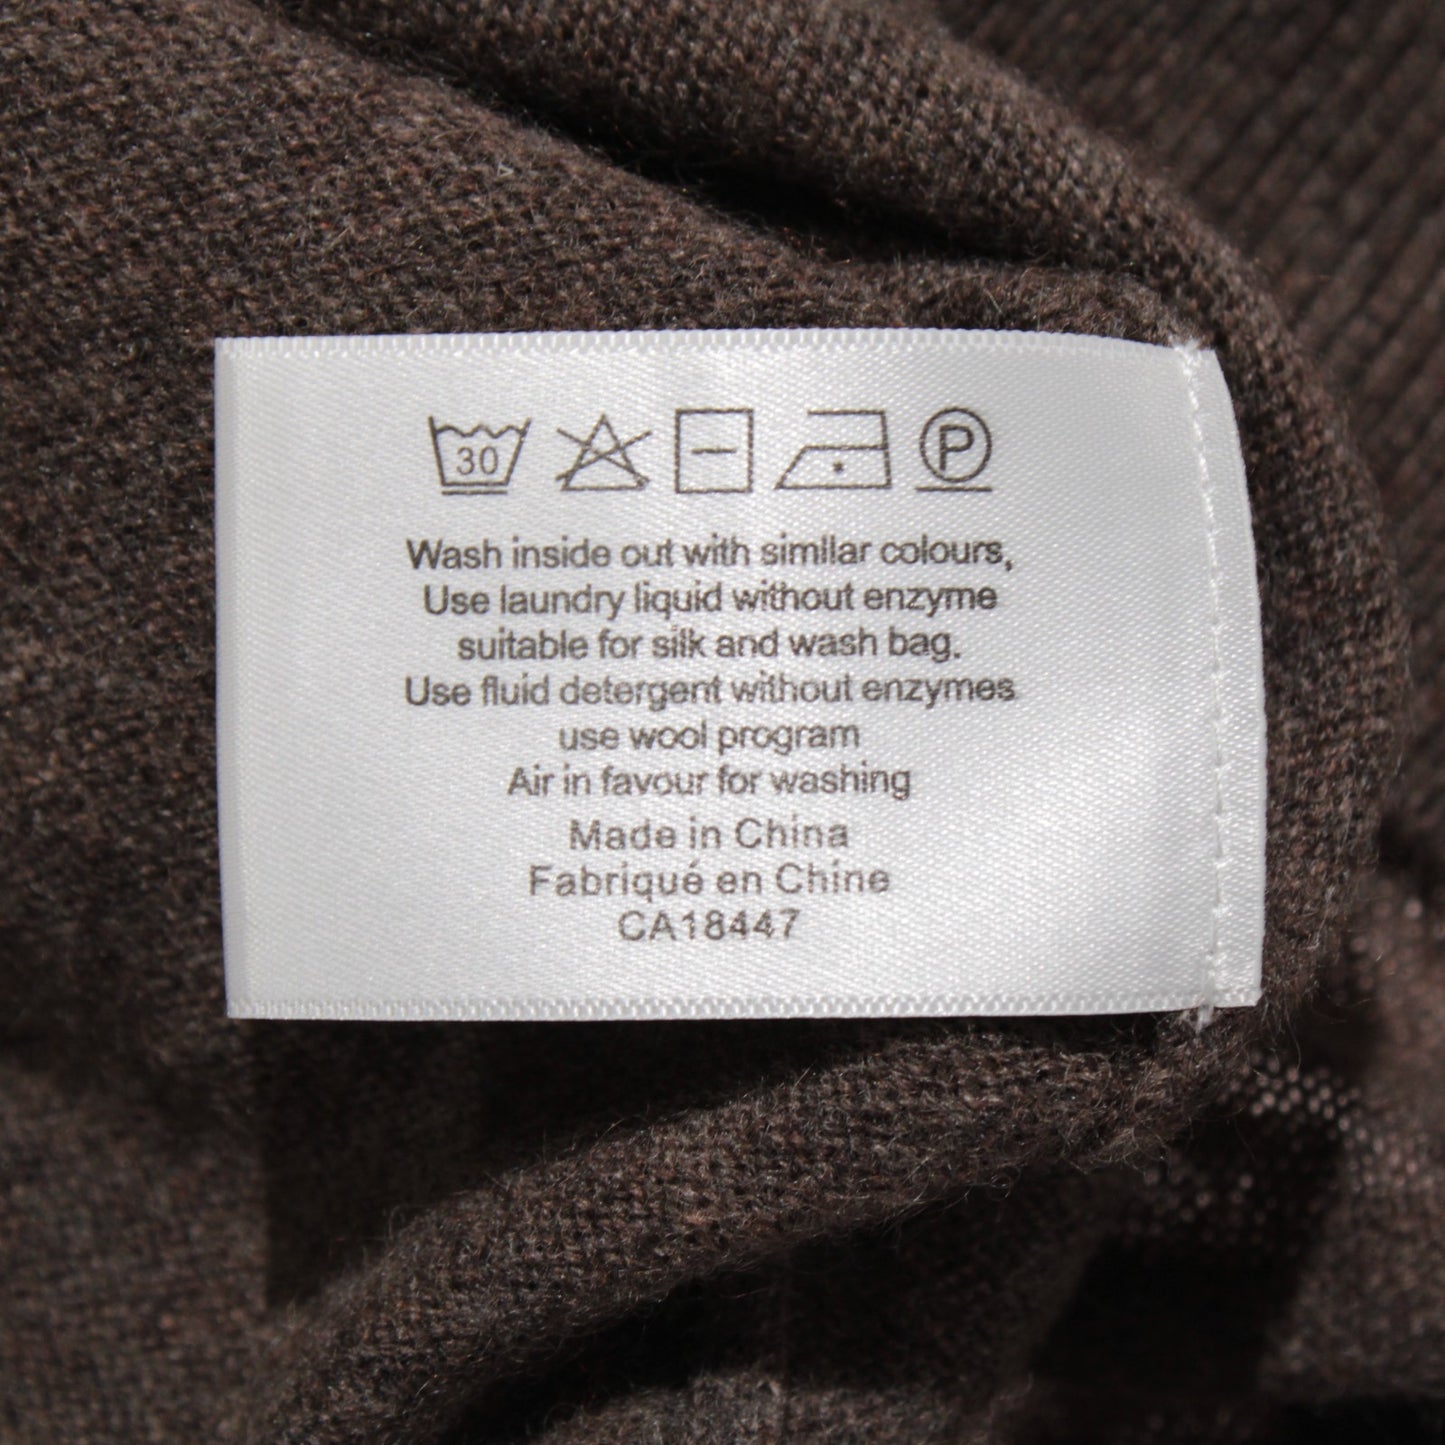 30 P
Wash inside out with similar colours,
Use laundry liquid without enzyme
suitable for silk and wash bag.
Use fluid detergent without enzymes
use wool program
Air in favour for washing
Made in China
Fabriqué en Chine
CA18447